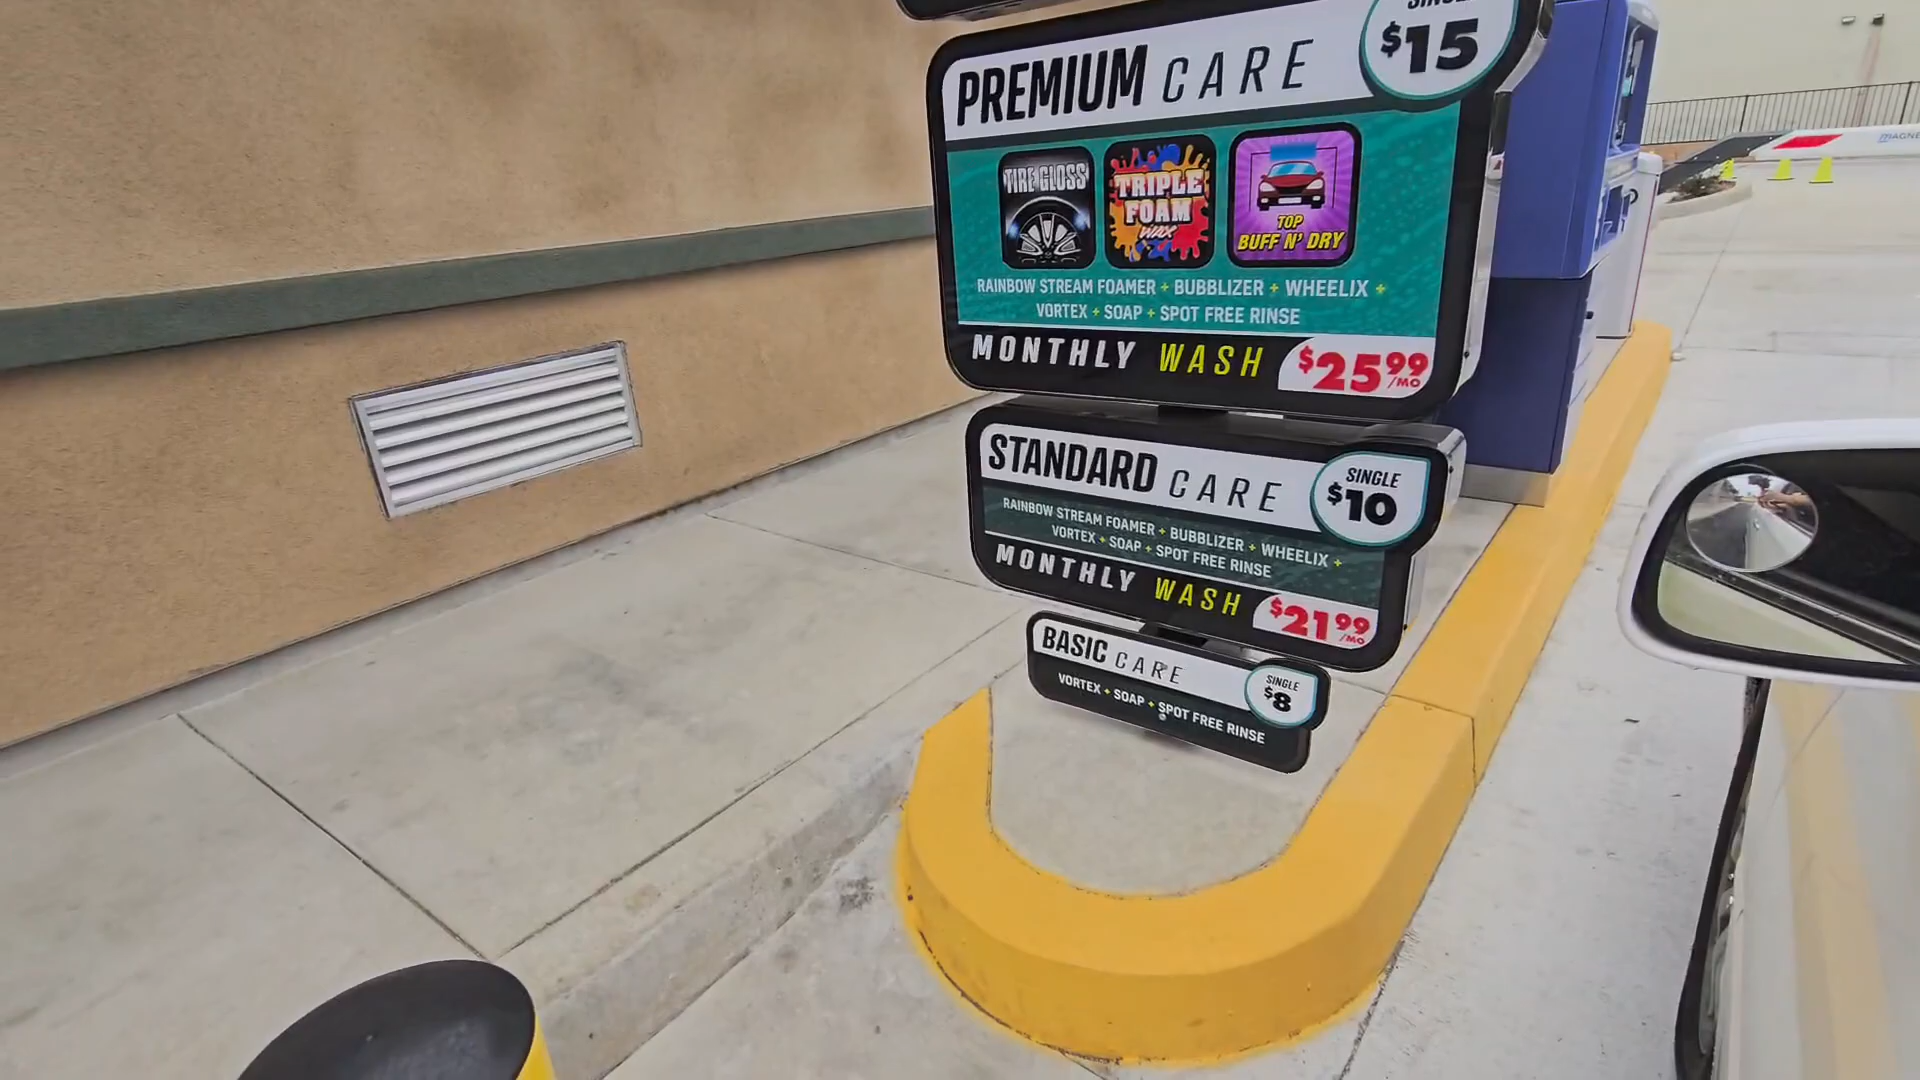 SINGLE
$15
PREMIUM CARE
TIRE GLOSS
TRIPLE
FOAM
WAX
TOP
BUFF N' DRY
RAINBOW STREAM FOAMER + BUBBLIZER + WHEELIX +
VORTEX + SOAP + SPOT FREE RINSE
MONTHLY WASH $25.99/MO
STANDARD CARE
SINGLE
$10
RAINBOW STREAM FOAMER + BUBBLIZER + WHEELIX +
VORTEX + SOAP + SPOT FREE RINSE
MONTHLY WASH $21.99/MO
BASIC CARE
SINGLE
$8
VORTEX + SOAP + SPOT FREE RINSE